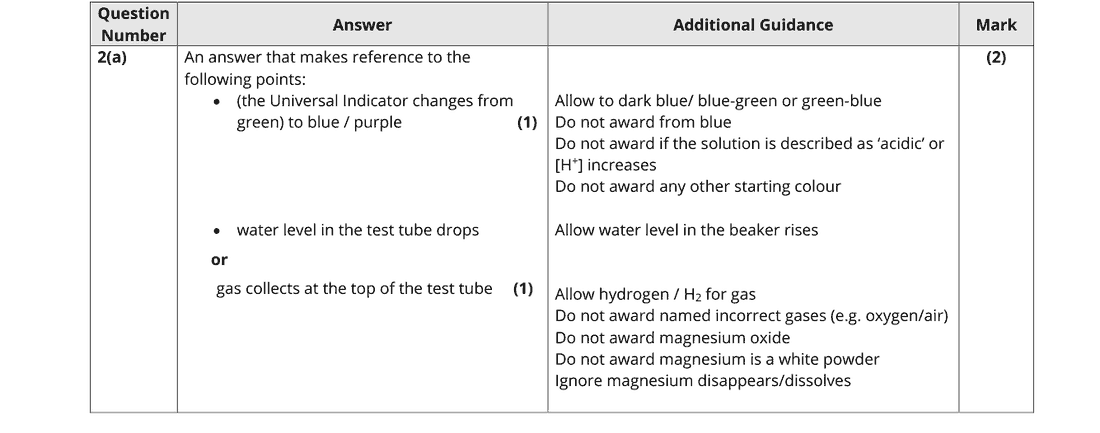 Question Number
Answer
Additional Guidance
Mark
2(a)
An answer that makes reference to the
following points:
• (the Universal Indicator changes from
green) to blue / purple (1)
Allow to dark blue/ blue-green or green-blue
Do not award from blue
Do not award if the solution is described as ‘acidic’ or
[H⁺] increases
Do not award any other starting colour
• water level in the test tube drops
Allow water level in the beaker rises
or
gas collects at the top of the test tube (1)
Allow hydrogen / H₂ for gas
Do not award named incorrect gases (e.g. oxygen/air)
Do not award magnesium oxide
Do not award magnesium is a white powder
Ignore magnesium disappears/dissolves
(2)